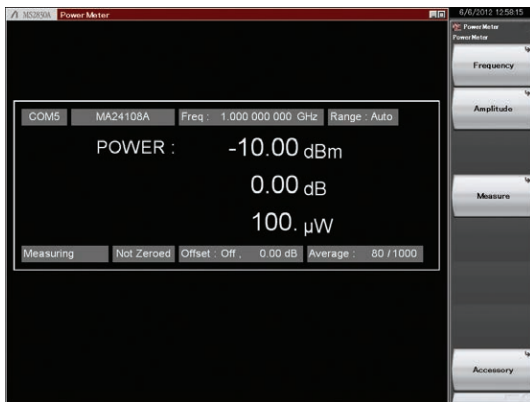 MS2850A Power Meter
6/6/2012 12:58:15
Power Meter
Power Meter
Frequency
Amplitude
COM5 MA24108A Freq : 1.000 000 000 GHz Range : Auto
POWER : -10.00 dBm
0.00 dB
100. µW
Measure
Measuring Not Zeroed Offset : Off , 0.00 dB Average : 80 / 1000
Accessory